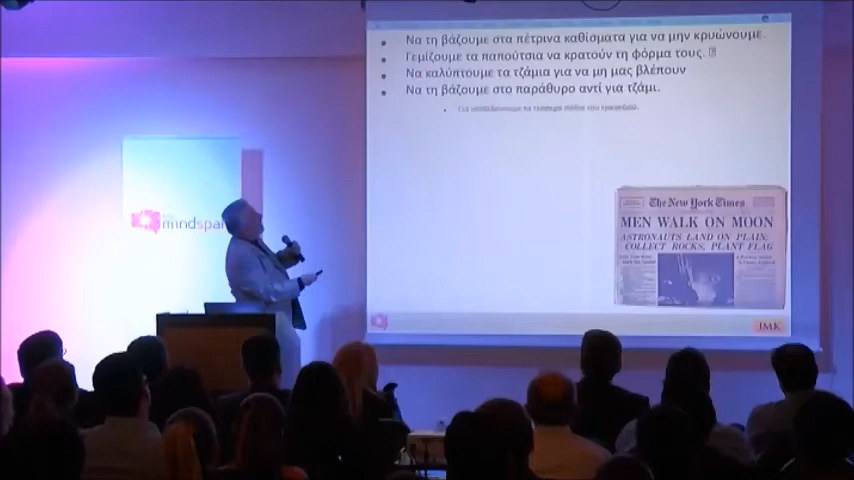 Να τη βάζουμε στα πέτρινα καθίσματα για να μην κρυώνουμε.
Γεμίζουμε τα παπούτσια να κρατούν τη φόρμα τους.
Να καλύπτουμε τα τζάμια για να μη μας βλέπουν
Να τη βάζουμε στο παράθυρο αντί για τζάμι.
mindspa
The New York Times
MEN WALK ON MOON
ASTRONAUTS LAND ON PLAIN;
COLLECT ROCKS, PLANT FLAG
JMK